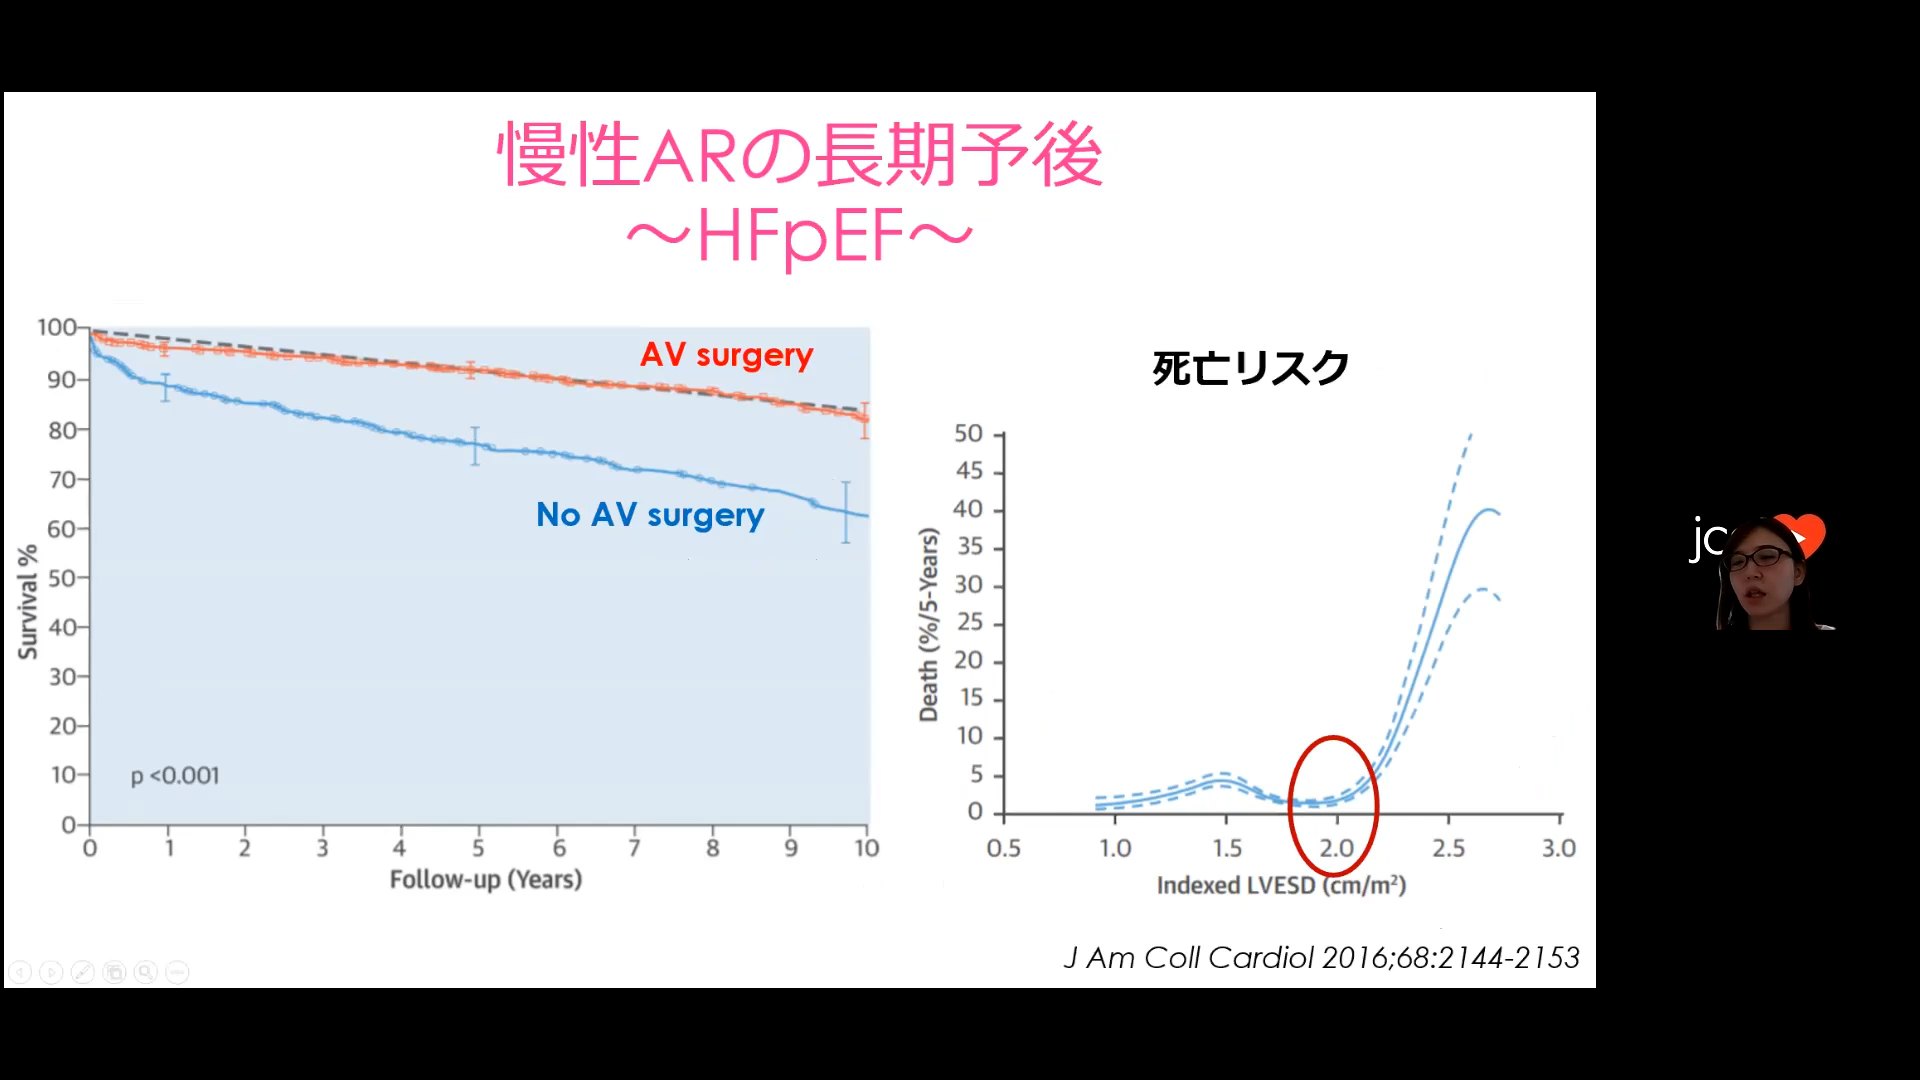 慢性ARの長期予後
～HFpEF～
100
90
80
70
60
50
40
30
20
10
0
Survival %
AV surgery
No AV surgery
p <0.001
0 1 2 3 4 5 6 7 8 9 10
Follow-up (Years)
死亡リスク
50
45
40
35
30
25
20
15
10
5
0
Death (%/5-Years)
0.5 1.0 1.5 2.0 2.5 3.0
Indexed LVESD (cm/m²)
J Am Coll Cardiol 2016;68:2144-2153